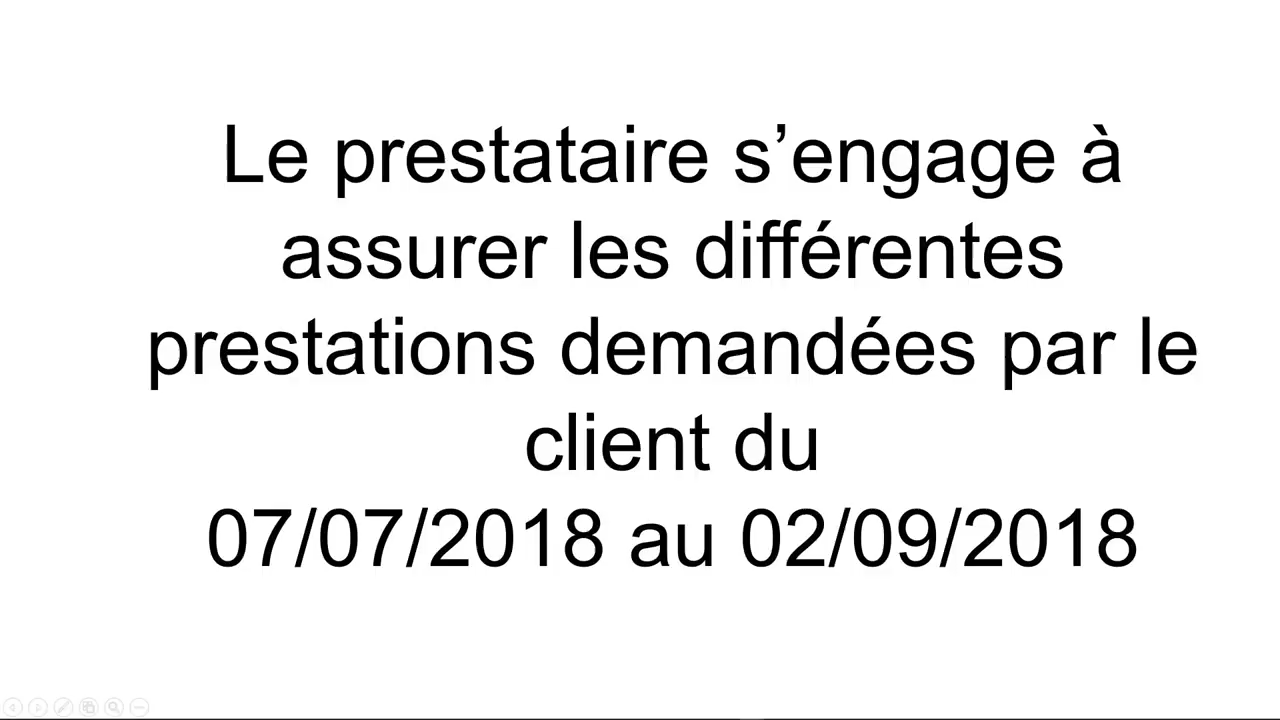 Le prestataire s’engage à
assurer les différentes
prestations demandées par le
client du
07/07/2018 au 02/09/2018